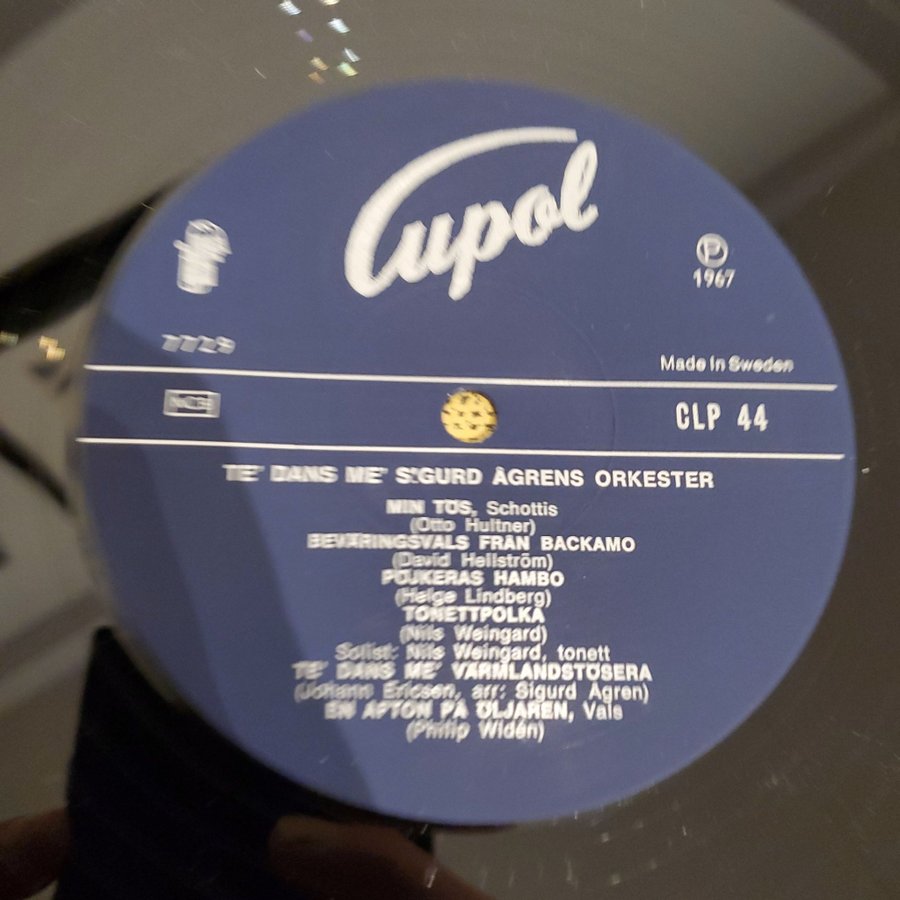 Cupol
Ⓟ
1967
7729
Made in Sweden
NCB
CLP 44
TE' DANS ME' SIGURD ÅGRENS ORKESTER
MIN TÖS, Schottis
(Otto Hultner)
BEVÄRINGSVALS FRÅN BACKAMO
(David Hellström)
POJKERAS HAMBO
(Helge Lindberg)
TONETTPOLKA
(Nils Weingard)
Solist: Nils Weingard, tonett
TE' DANS ME' VÄRMLANDSTÖSERA
(Johann Ericsen, arr: Sigurd Ågren)
EN AFTON PÅ ÖLJAREN, Vals
(Philip Widén)